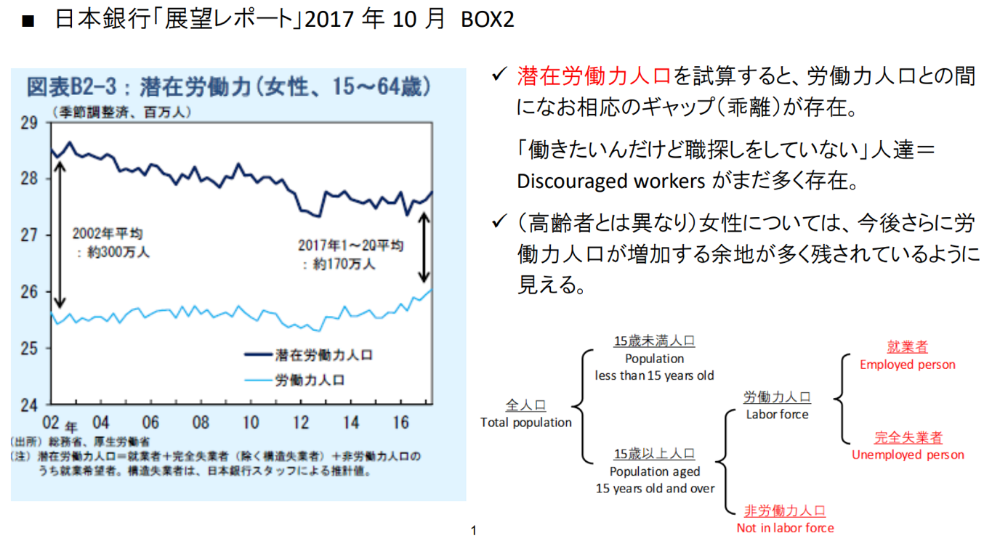 ■ 日本銀行「展望レポート」2017 年 10 月 BOX2
図表B2-3：潜在労働力（女性、15～64歳）
（季節調整済、百万人）
29
28
27
26
25
24
2002年平均
：約300万人
2017年1～2Q平均
：約170万人
潜在労働力人口
労働力人口
02 年 04 06 08 10 12 14 16
（出所）総務省、厚生労働省
（注）潜在労働力人口＝就業者＋完全失業者（除く構造失業者）＋非労働力人口の
うち就業希望者。構造失業者は、日本銀行スタッフによる推計値。
✓ 潜在労働力人口を試算すると、労働力人口との間
になお相応のギャップ（乖離）が存在。
「働きたいんだけど職探しをしていない」人達＝
Discouraged workers がまだ多く存在。
✓ （高齢者とは異なり）女性については、今後さらに労
働力人口が増加する余地が多く残されているように
見える。
全人口
Total population
15歳未満人口
Population
less than 15 years old
15歳以上人口
Population aged
15 years old and over
労働力人口
Labor force
非労働力人口
Not in labor force
就業者
Employed person
完全失業者
Unemployed person
1